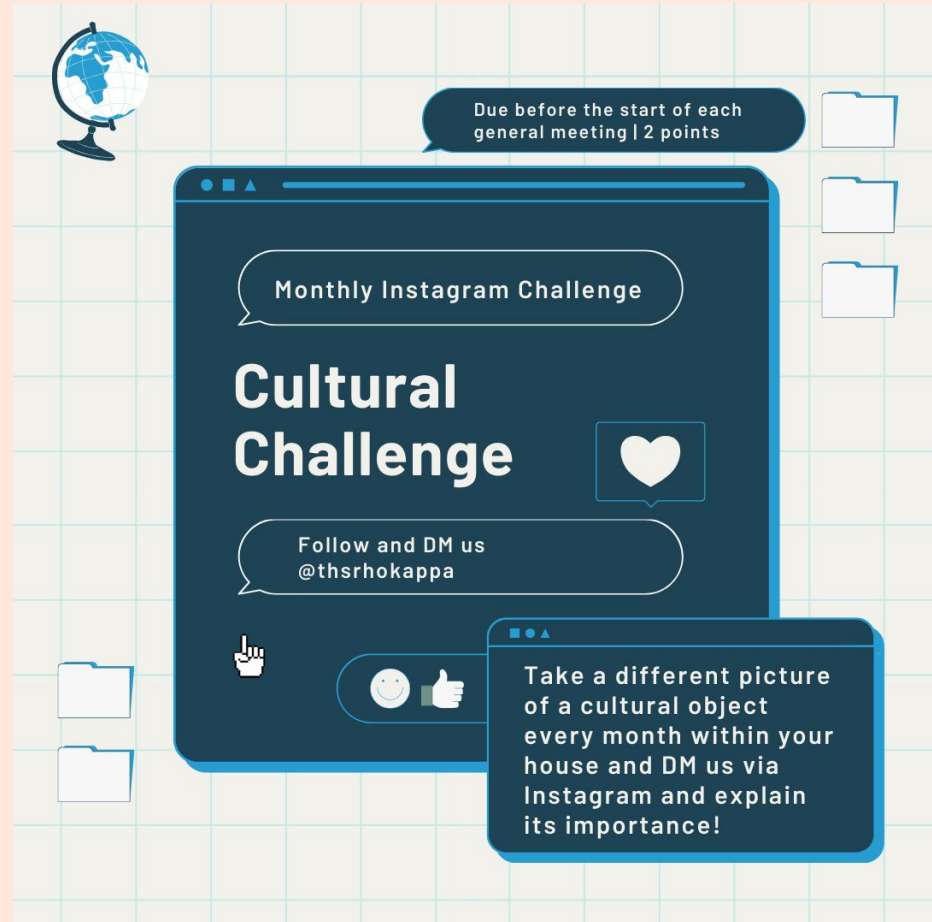 Due before the start of each
general meeting | 2 points
Monthly Instagram Challenge
Cultural
Challenge
Follow and DM us
@thsrhokappa
Take a different picture
of a cultural object
every month within your
house and DM us via
Instagram and explain
its importance!